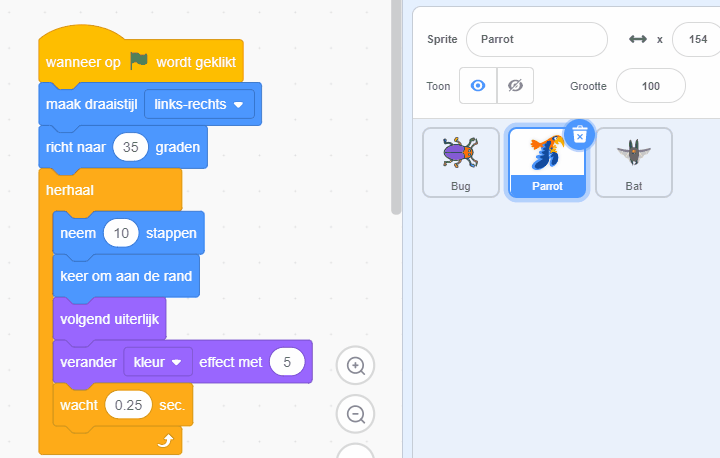 wanneer op wordt geklikt
maak draaistijl links-rechts
richt naar 35 graden
herhaal
neem 10 stappen
keer om aan de rand
volgend uiterlijk
verander kleur effect met 5
wacht 0.25 sec.
Sprite Parrot x 154
Toon Grootte 100
Bug Parrot Bat